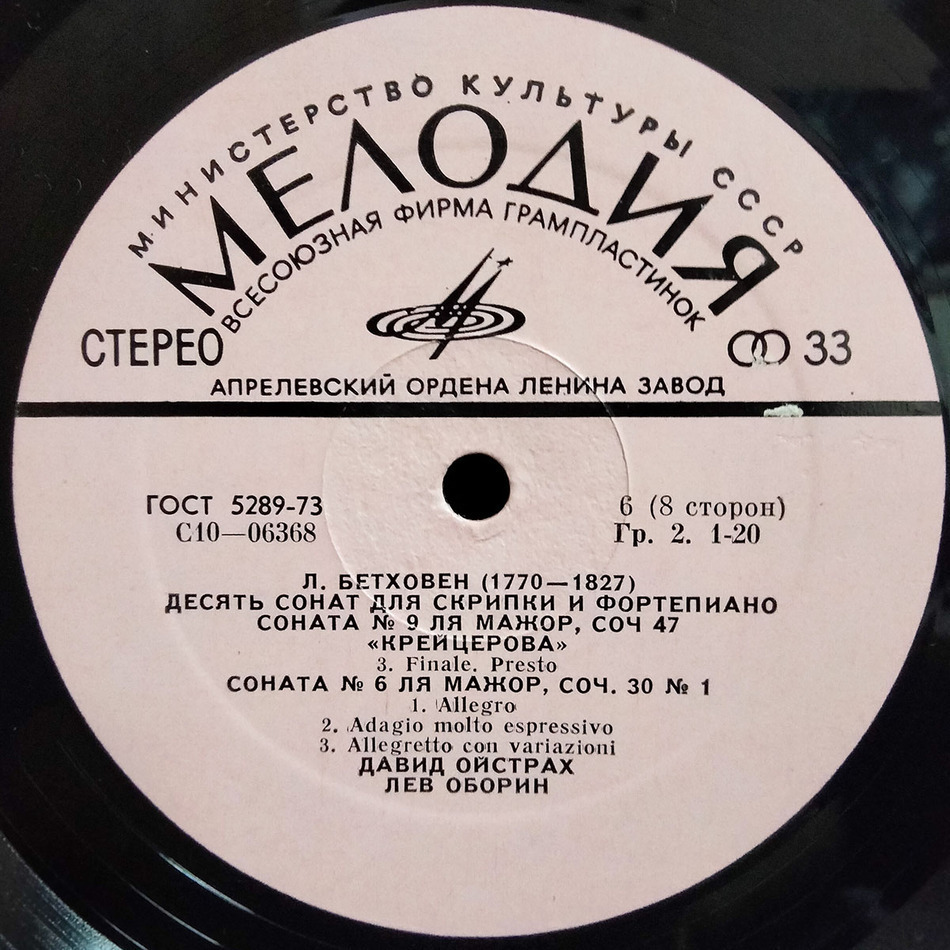 МИНИСТЕРСТВО КУЛЬТУРЫ СССР
МЕЛОДИЯ
ВСЕСОЮЗНАЯ ФИРМА ГРАМПЛАСТИНОК
СТЕРЕО
33
АПРЕЛЕВСКИЙ ОРДЕНА ЛЕНИНА ЗАВОД
ГОСТ 5289-73
С10—06368
6 (8 сторон)
Гр. 2. 1-20
Л. БЕТХОВЕН (1770—1827)
ДЕСЯТЬ СОНАТ ДЛЯ СКРИПКИ И ФОРТЕПИАНО
СОНАТА № 9 ЛЯ МАЖОР, СОЧ 47
«КРЕЙЦЕРОВА»
3. Finale. Presto
СОНАТА № 6 ЛЯ МАЖОР, СОЧ. 30 № 1
1. Allegro
2. Adagio molto espressivo
3. Allegretto con variazioni
ДАВИД ОЙСТРАХ
ЛЕВ ОБОРИН